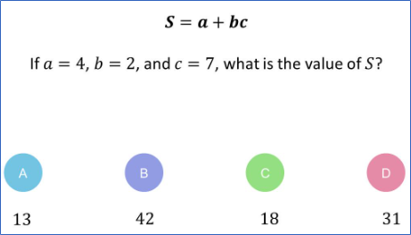 S = a + bc
If a = 4, b = 2, and c = 7, what is the value of S?
A B C D
13 42 18 31